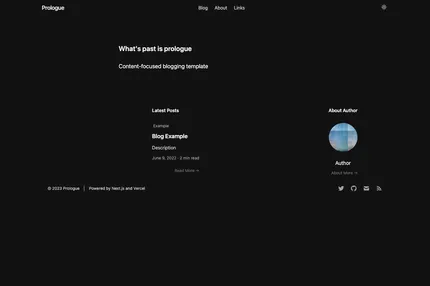 Prologue
Blog About Links
What's past is prologue
Content-focused blogging template
Latest Posts
Example
Blog Example
Description
June 9, 2022 · 2 min read
Read More →
About Author
Author
About More →
© 2023 Prologue | Powered by Next.js and Vercel